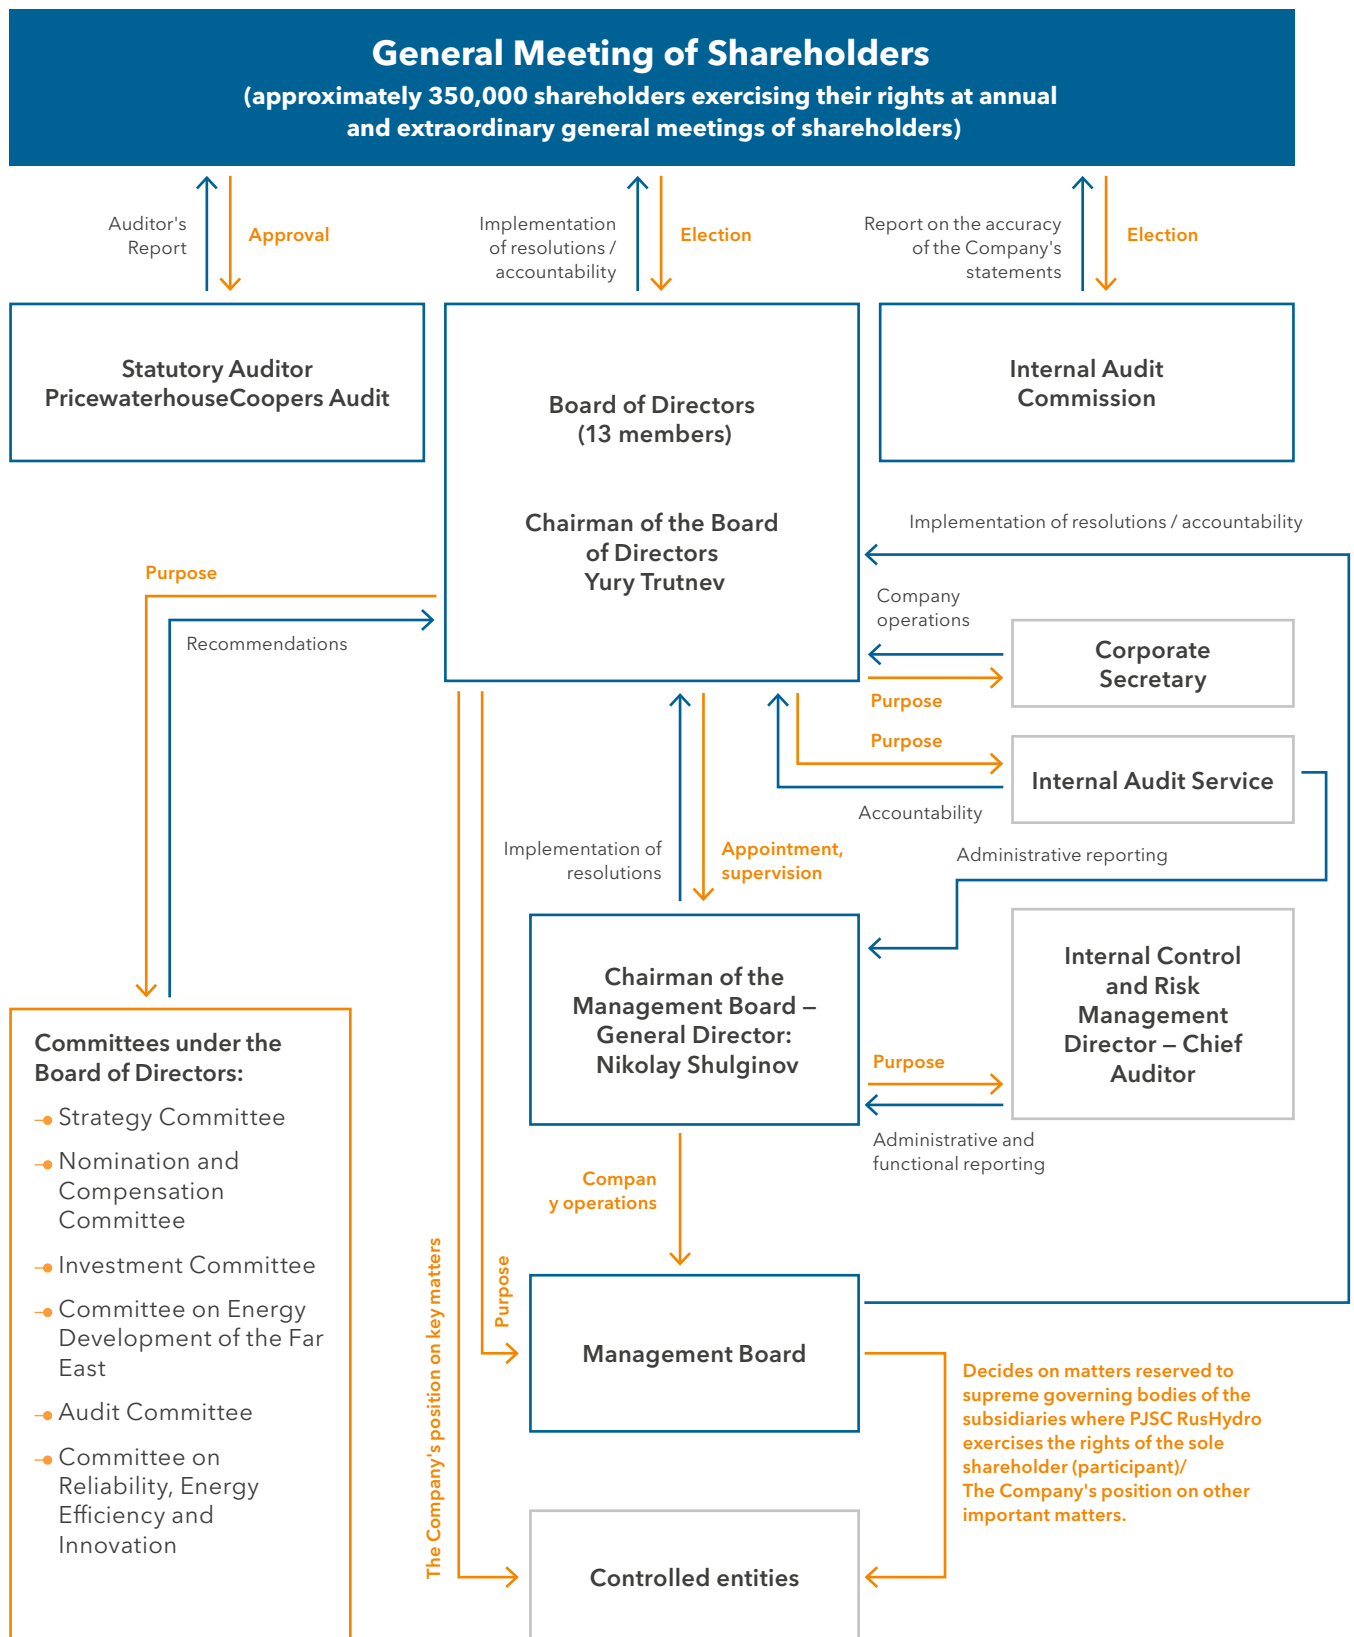 General Meeting of Shareholders
(approximately 350,000 shareholders exercising their rights at annual
and extraordinary general meetings of shareholders)
Auditor's
Report
Approval
Implementation
of resolutions /
accountability
Election
Report on the accuracy
of the Company's
statements
Election
Statutory Auditor
PricewaterhouseCoopers Audit
Board of Directors
(13 members)
Chairman of the Board
of Directors
Yury Trutnev
Internal Audit
Commission
Implementation of resolutions / accountability
Purpose
Recommendations
Company
operations
Corporate
Secretary
Purpose
Purpose
Internal Audit Service
Accountability
Implementation of
resolutions
Appointment,
supervision
Administrative reporting
Chairman of the
Management Board —
General Director:
Nikolay Shulginov
Internal Control
and Risk
Management
Director — Chief
Auditor
Purpose
Administrative and
functional reporting
Committees under the
Board of Directors:
Strategy Committee
Nomination and
Compensation
Committee
Investment Committee
Committee on Energy
Development of the Far
East
Audit Committee
Committee on
Reliability, Energy
Efficiency and
Innovation
Compan
y operations
The Company's position on key matters
Purpose
Management Board
Decides on matters reserved to
supreme governing bodies of the
subsidiaries where PJSC RusHydro
exercises the rights of the sole
shareholder (participant)/
The Company's position on other
important matters.
Controlled entities